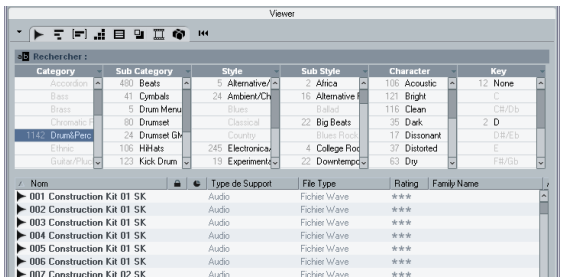 Viewer
Rechercher :
Category Sub Category Style Sub Style Character Key
Accordion 480 Beats 5 Alternative/ 2 Africa 106 Acoustic 12 None
Bass 41 Cymbals 24 Ambient/Ch 16 Alternative 121 Bright C
Brass 5 Drum Menu Blues Ballad 116 Clean C#/Db
Chromatic 80 Drumset Classical 22 Big Beats 35 Dark 2 D
1142 Drum&Perc 24 Drumset GM Country Blues Rock 17 Dissonant D#/Eb
Ethnic 106 HiHats 245 Electronica/ 4 College Roc 37 Distorted E
Guitar/Pluc 123 Kick Drum 19 Experimenta 22 Downtempo 63 Dry F#/Gb
Nom Type de Support File Type Rating Family Name
001 Construction Kit 01 SK Audio Fichier Wave ***
002 Construction Kit 01 SK Audio Fichier Wave ***
003 Construction Kit 01 SK Audio Fichier Wave ***
004 Construction Kit 01 SK Audio Fichier Wave ***
005 Construction Kit 01 SK Audio Fichier Wave ***
006 Construction Kit 01 SK Audio Fichier Wave ***
007 Construction Kit 02 SK Audio Fichier Wave ***